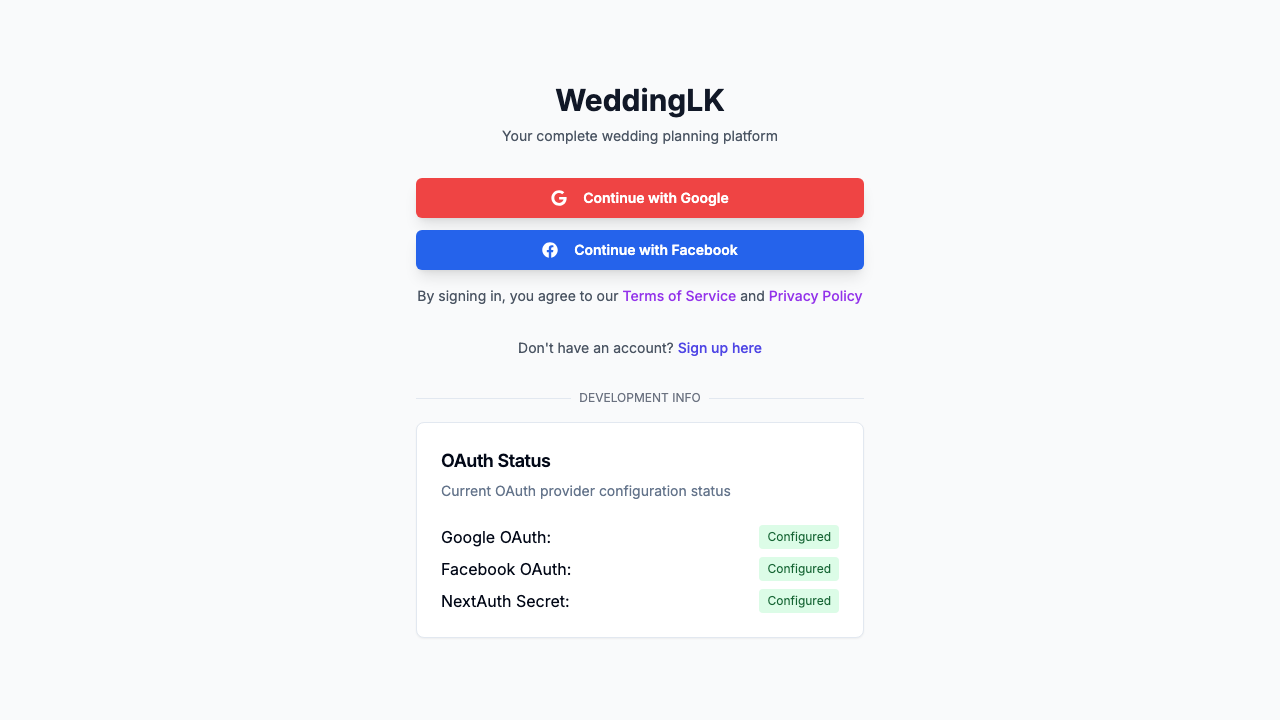 WeddingLK
Your complete wedding planning platform
Continue with Google
Continue with Facebook
By signing in, you agree to our Terms of Service and Privacy Policy
Don't have an account? Sign up here
DEVELOPMENT INFO
OAuth Status
Current OAuth provider configuration status
Google OAuth: Configured
Facebook OAuth: Configured
NextAuth Secret: Configured